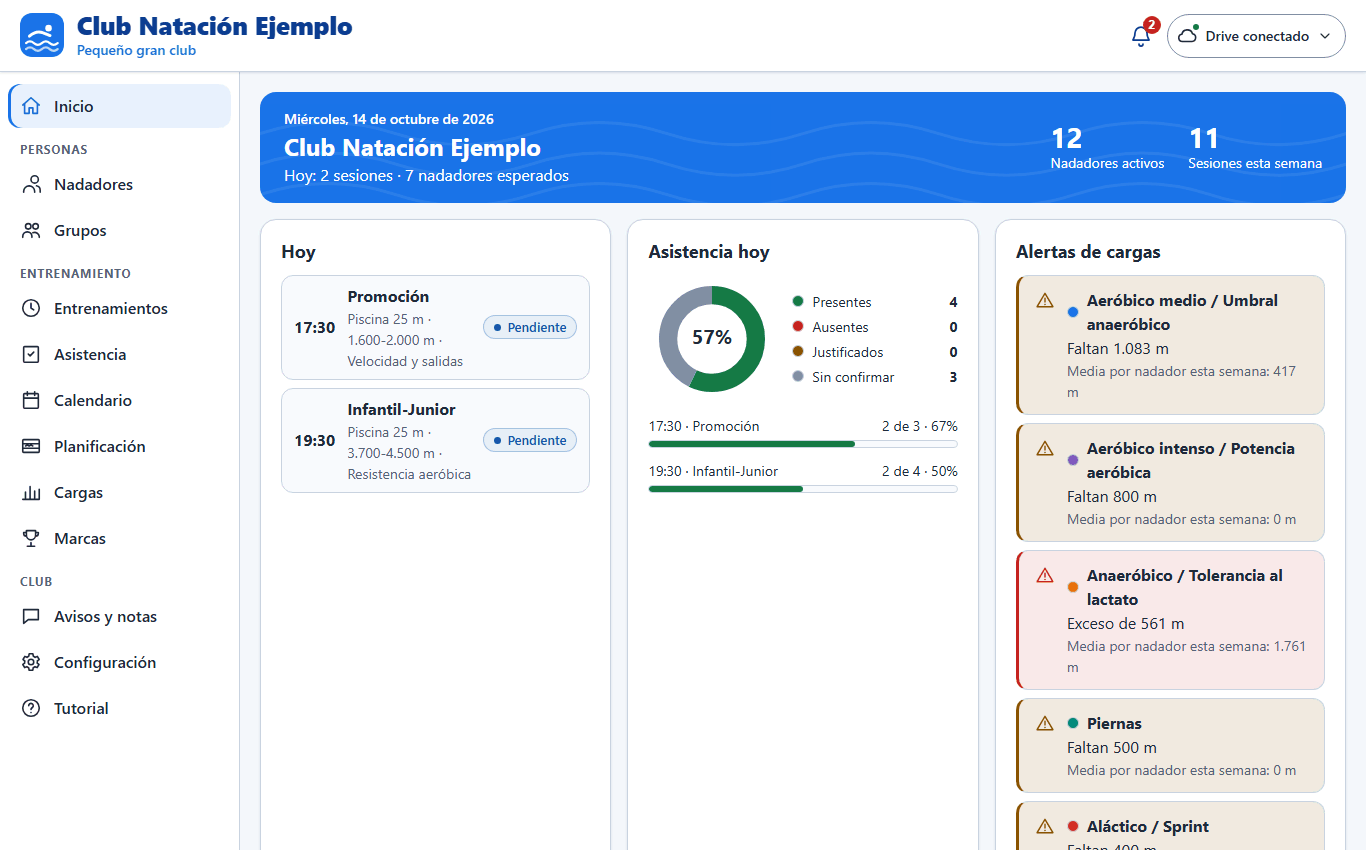 Club Natación Ejemplo
Pequeño gran club
2
Drive conectado
Inicio
PERSONAS
Nadadores
Grupos
ENTRENAMIENTO
Entrenamientos
Asistencia
Calendario
Planificación
Cargas
Marcas
CLUB
Avisos y notas
Configuración
Tutorial
Miércoles, 14 de octubre de 2026
Club Natación Ejemplo
Hoy: 2 sesiones · 7 nadadores esperados
12
Nadadores activos
11
Sesiones esta semana
Hoy
17:30
Promoción
Piscina 25 m ·
1.600-2.000 m ·
Velocidad y salidas
Pendiente
19:30
Infantil-Junior
Piscina 25 m ·
3.700-4.500 m ·
Resistencia aeróbica
Pendiente
Asistencia hoy
57%
Presentes 4
Ausentes 0
Justificados 0
Sin confirmar 3
17:30 · Promoción 2 de 3 · 67%
19:30 · Infantil-Junior 2 de 4 · 50%
Alertas de cargas
Aeróbico medio / Umbral
anaeróbico
Faltan 1.083 m
Media por nadador esta semana: 417
m
Aeróbico intenso / Potencia
aeróbica
Faltan 800 m
Media por nadador esta semana: 0 m
Anaeróbico / Tolerancia al
lactato
Exceso de 561 m
Media por nadador esta semana: 1.761
m
Piernas
Faltan 500 m
Media por nadador esta semana: 0 m
Aláctico / Sprint
Faltan 400 m